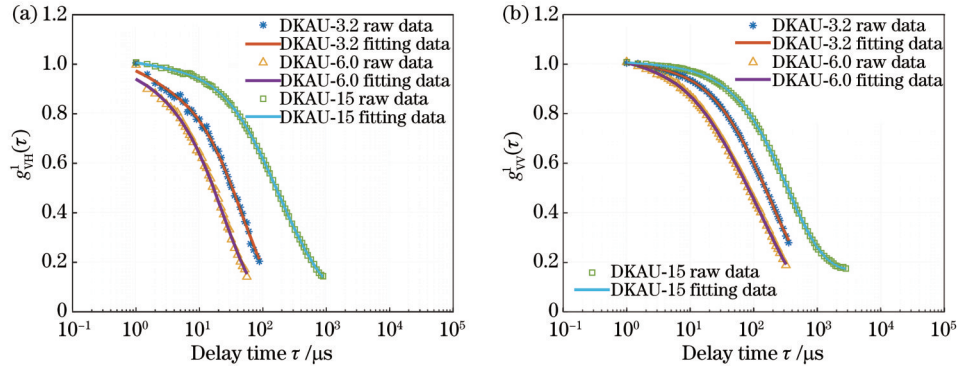 (a)
1.2
1.0
0.8
0.6
0.4
0.2
0
g¹VH(τ)
DKAU-3.2 raw data
DKAU-3.2 fitting data
DKAU-6.0 raw data
DKAU-6.0 fitting data
DKAU-15 raw data
DKAU-15 fitting data
10⁻¹ 10⁰ 10¹ 10² 10³ 10⁴ 10⁵
Delay time τ /μs
(b)
1.2
1.0
0.8
0.6
0.4
0.2
0
g¹VV(τ)
DKAU-3.2 raw data
DKAU-3.2 fitting data
DKAU-6.0 raw data
DKAU-6.0 fitting data
DKAU-15 raw data
DKAU-15 fitting data
10⁻¹ 10⁰ 10¹ 10² 10³ 10⁴ 10⁵
Delay time τ /μs